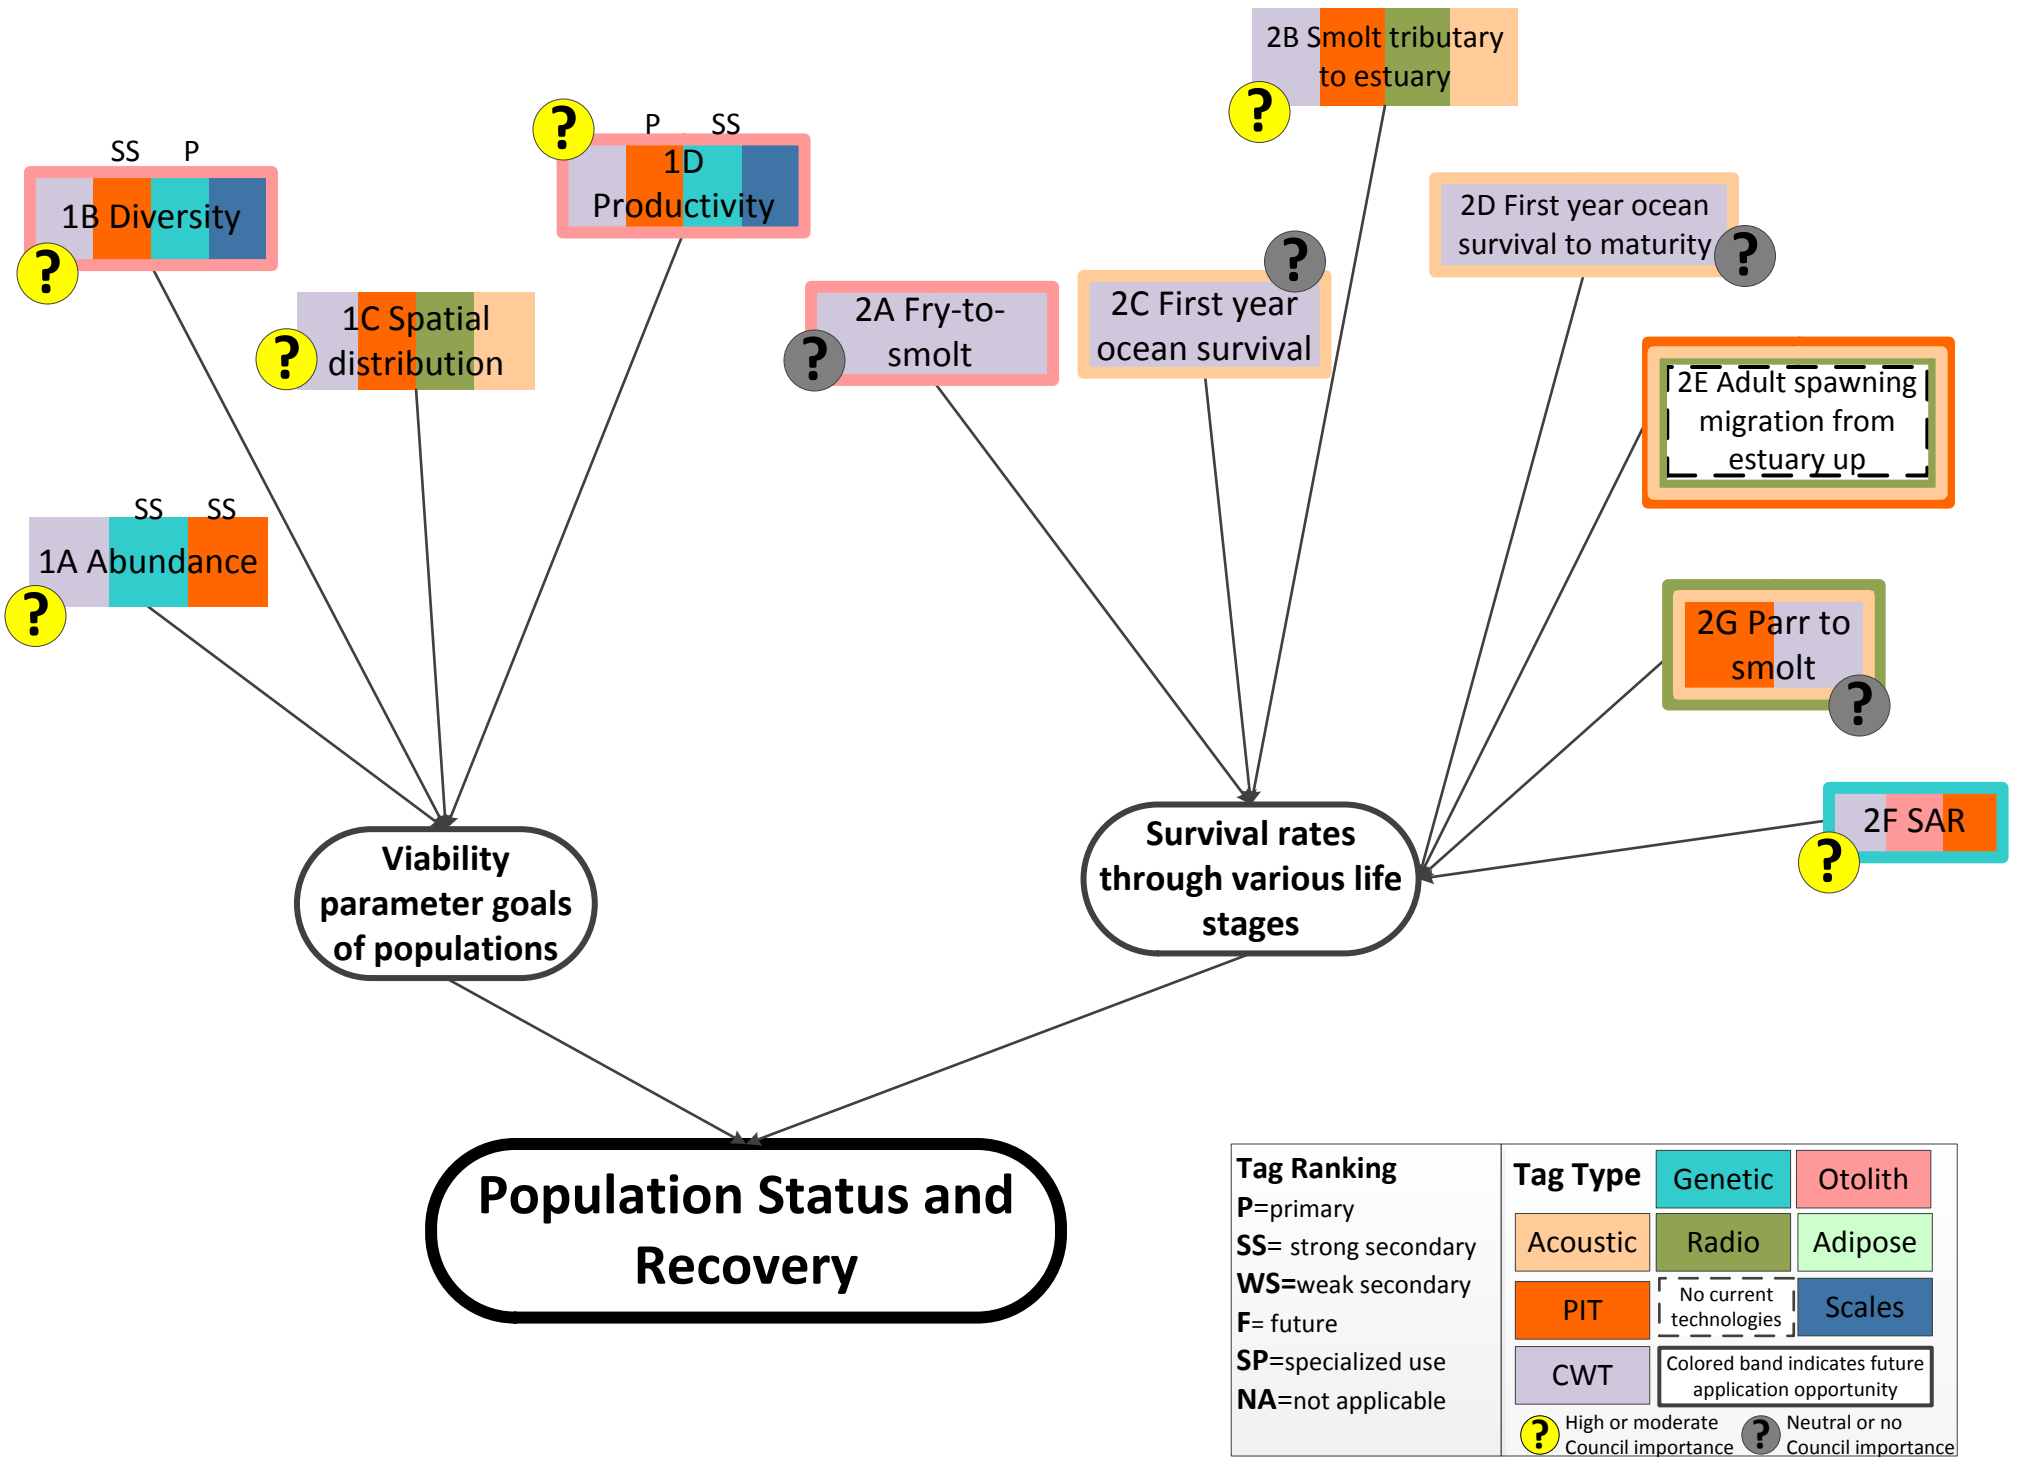 2B Smolt tributary
to estuary
?
?
P SS
1D
Productivity
SS P
1B Diversity
?
2D First year ocean
survival to maturity
?
1C Spatial
distribution
?
2A Fry-to-
smolt
?
2C First year
ocean survival
?
2E Adult spawning
migration from
estuary up
SS SS
1A Abundance
?
2G Parr to
smolt
?
2F SAR
?
Viability
parameter goals
of populations
Survival rates
through various life
stages
Population Status and
Recovery
Tag Ranking
P=primary
SS= strong secondary
WS=weak secondary
F= future
SP=specialized use
NA=not applicable
Tag Type
Genetic
Otolith
Acoustic
Radio
Adipose
PIT
No current
technologies
Scales
CWT
Colored band indicates future
application opportunity
?
High or moderate
Council importance
?
Neutral or no
Council importance